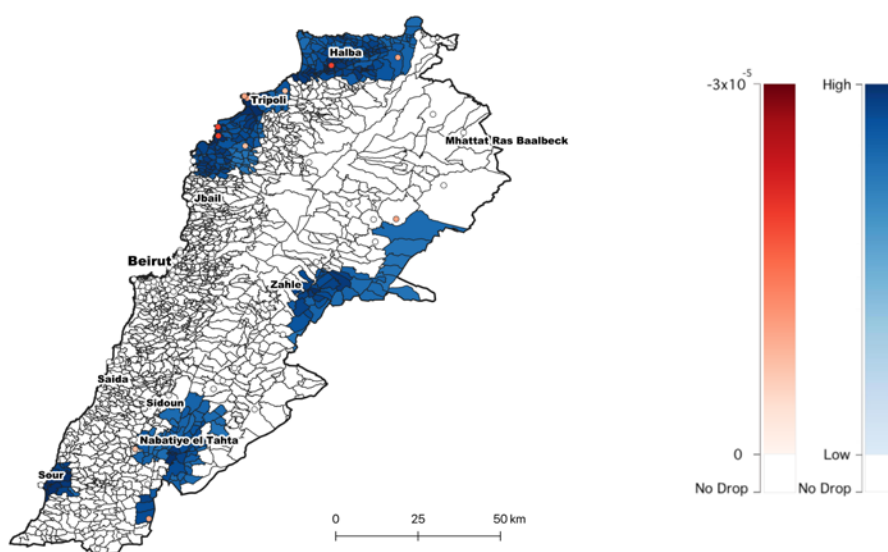 Halba
Tripoli
Mhattat Ras Baalbeck
Jbail
Beirut
Zahle
Saida
Sidoun
Nabatiye el Tahta
Sour
0 25 50 km
-3x10⁻⁵
0
No Drop
High
Low
No Drop